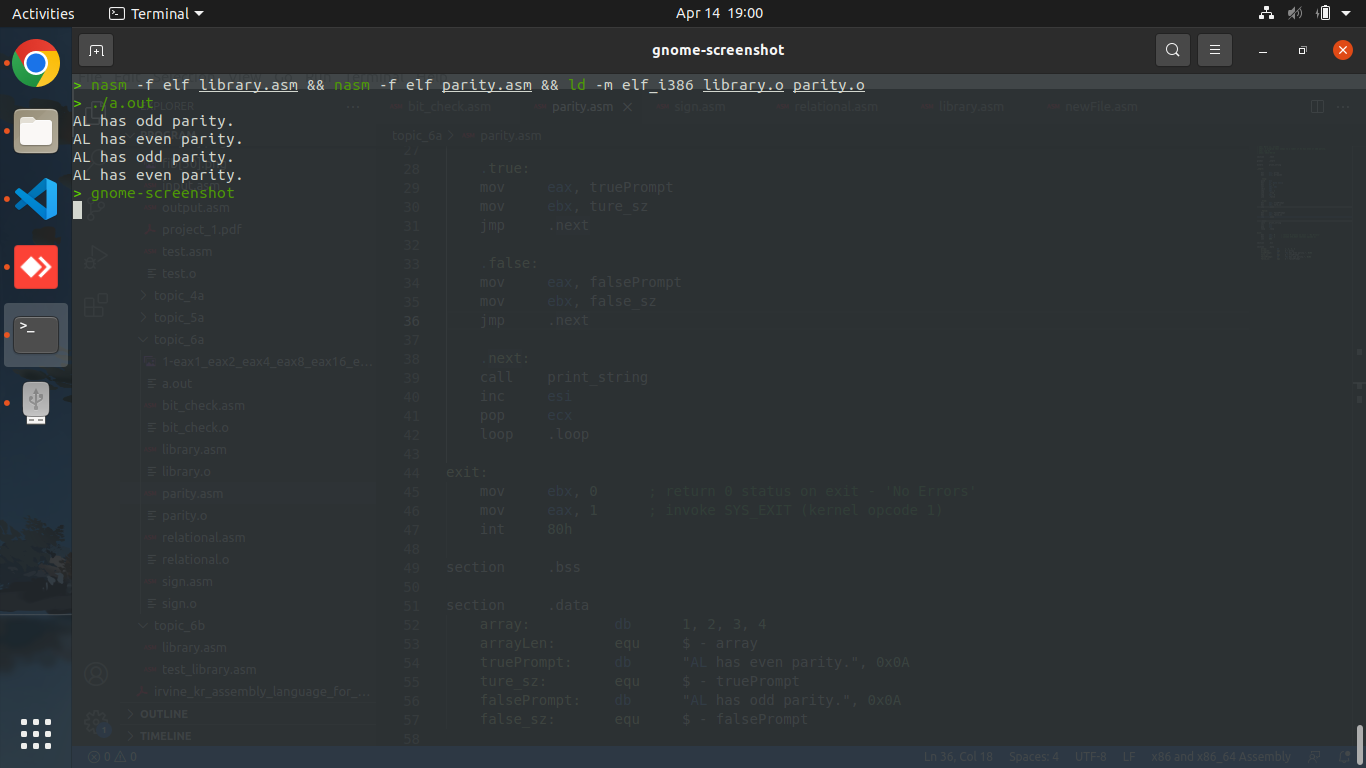 Activities
Terminal
Apr 14 19:00
gnome-screenshot
> nasm -f elf library.asm && nasm -f elf parity.asm && ld -m elf_i386 library.o parity.o
> ./a.out
AL has odd parity.
AL has even parity.
AL has odd parity.
AL has even parity.
> gnome-screenshot
bit_check.asm
parity.asm
sign.asm
relational.asm
library.asm
newFile.asm
topic_6a > parity.asm
output.asm
project_1.pdf
test.asm
test.o
topic_4a
topic_5a
topic_6a
1-eax1_eax2_eax4_eax8_eax16_e...
a.out
bit_check.asm
bit_check.o
library.asm
library.o
parity.asm
parity.o
relational.asm
relational.o
sign.asm
sign.o
topic_6b
library.asm
test_library.asm
irvine_kr_assembly_language_for_...
OUTLINE
TIMELINE
27
28 .true:
29 mov eax, truePrompt
30 mov ebx, ture_sz
31 jmp .next
32
33 .false:
34 mov eax, falsePrompt
35 mov ebx, false_sz
36 jmp .next
37
38 .next:
39 call print_string
40 inc esi
41 pop ecx
42 loop .loop
43
44 exit:
45 mov ebx, 0 ; return 0 status on exit - 'No Errors'
46 mov eax, 1 ; invoke SYS_EXIT (kernel opcode 1)
47 int 80h
48
49 section .bss
50
51 section .data
52 array: db 1, 2, 3, 4
53 arrayLen: equ $ - array
54 truePrompt: db "AL has even parity.", 0x0A
55 ture_sz: equ $ - truePrompt
56 falsePrompt: db "AL has odd parity.", 0x0A
57 false_sz: equ $ - falsePrompt
58
0 0
Ln 36, Col 18
Spaces: 4
UTF-8
LF
x86 and x86_64 Assembly